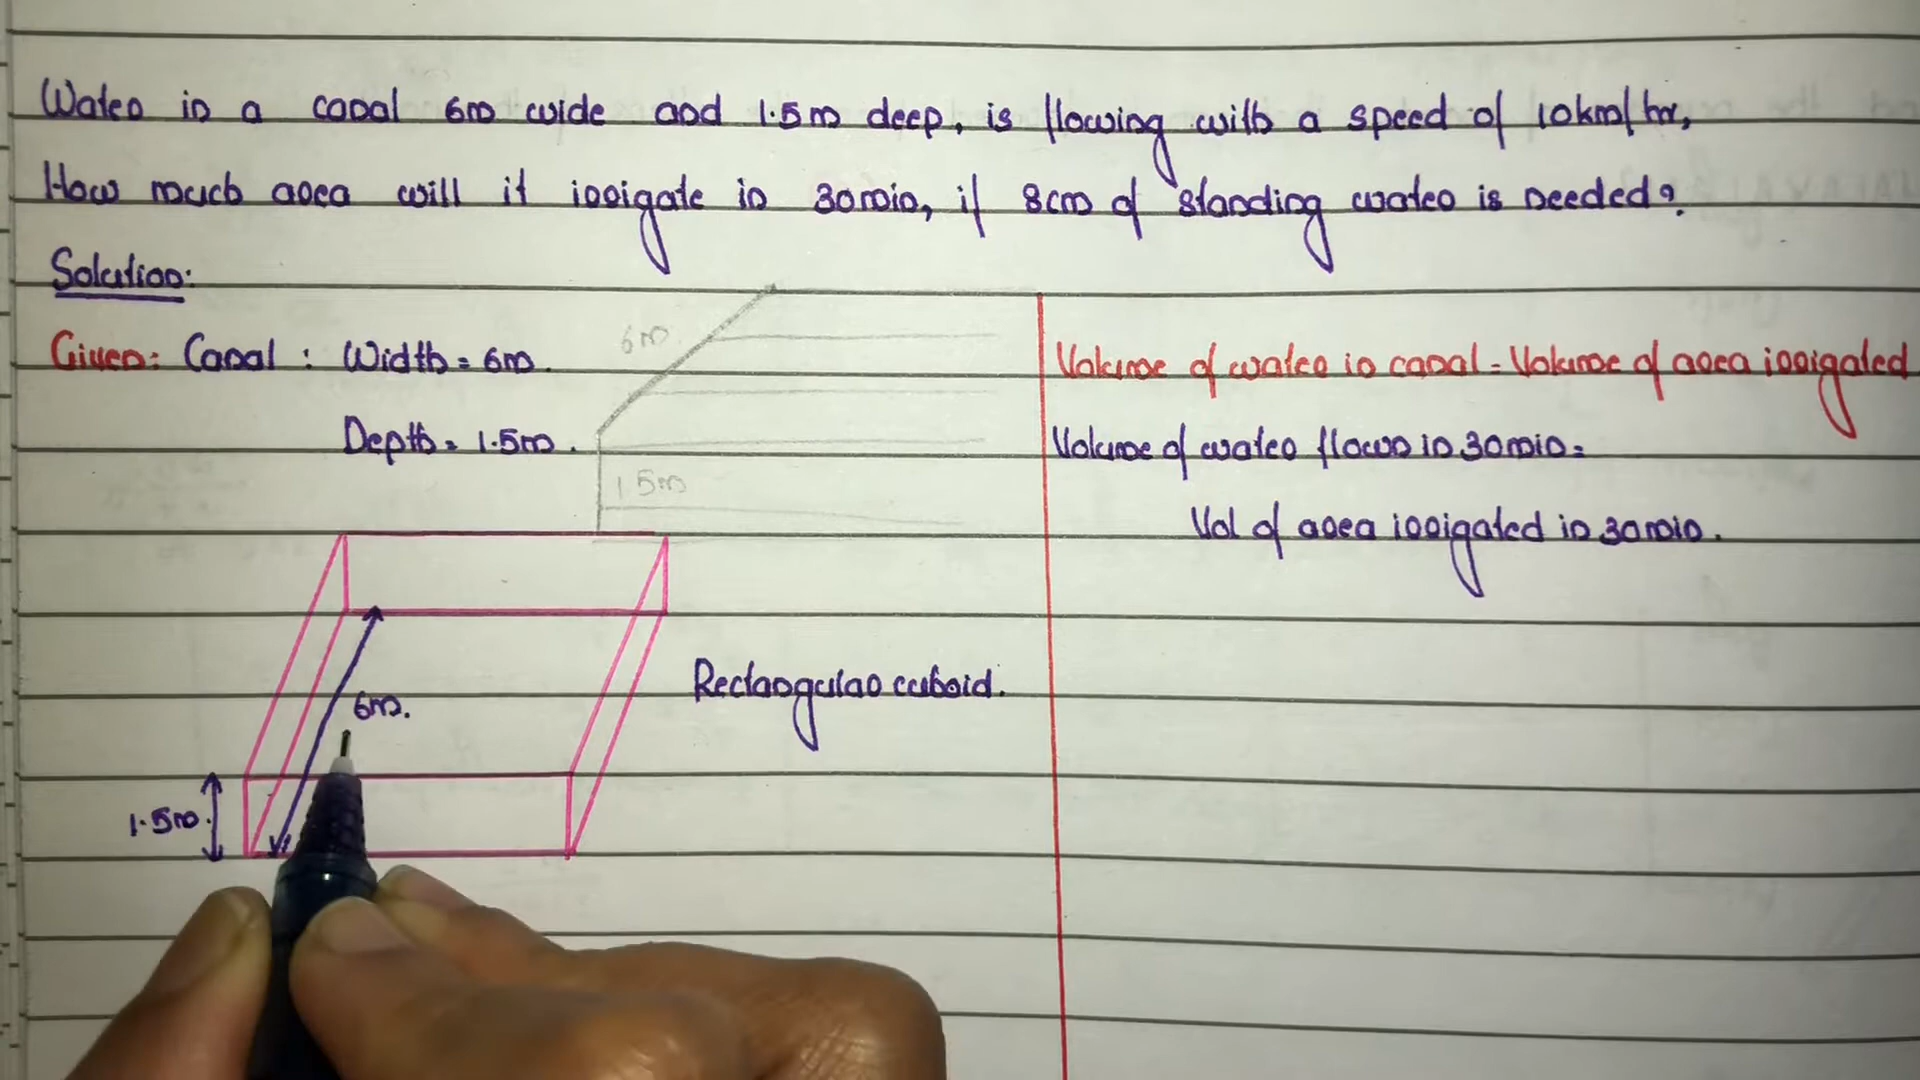 Water in a canal 6m wide and 1.5m deep, is flowing with a speed of 10km/hr,
How much area will it irrigate in 30min, if 8cm of standing water is needed?
Solution:
Given: Canal : Width = 6m.
Depth = 1.5m.
6m
1.5m
6m.
1.5m.
Rectangular cuboid.
Volume of water in canal = Volume of area irrigated
Volume of water flows in 30min =
Vol of area irrigated in 30min.